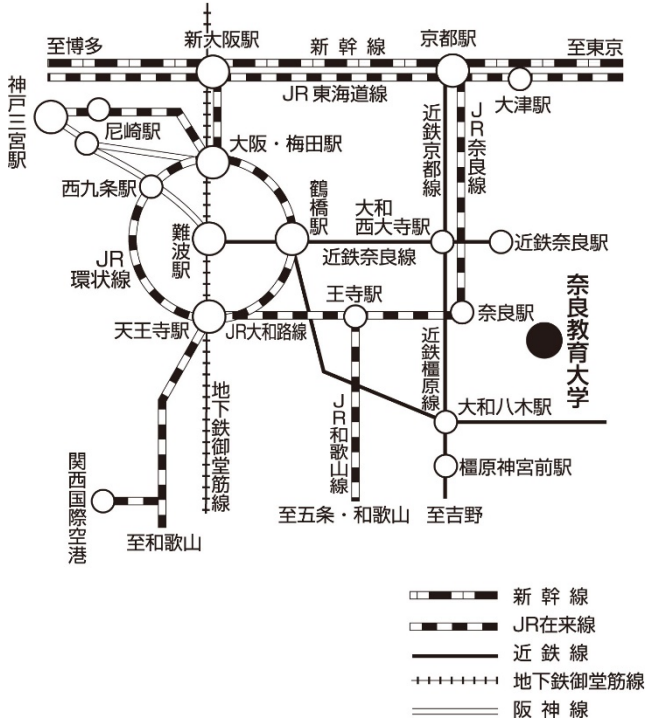 至博多
新大阪駅
新幹線
京都駅
至東京
JR東海道線
大津駅
神戸三宮駅
尼崎駅
大阪・梅田駅
近鉄京都線
JR奈良線
西九条駅
鶴橋駅
大和
西大寺駅
難波駅
近鉄奈良線
近鉄奈良駅
JR
環状線
王寺駅
奈良駅
奈良教育大学
天王寺駅
JR大和路線
近鉄橿原線
地下鉄御堂筋線
JR和歌山線
大和八木駅
関西国際空港
橿原神宮前駅
至和歌山
至五条・和歌山
至吉野
新幹線
JR在来線
近鉄線
地下鉄御堂筋線
阪神線